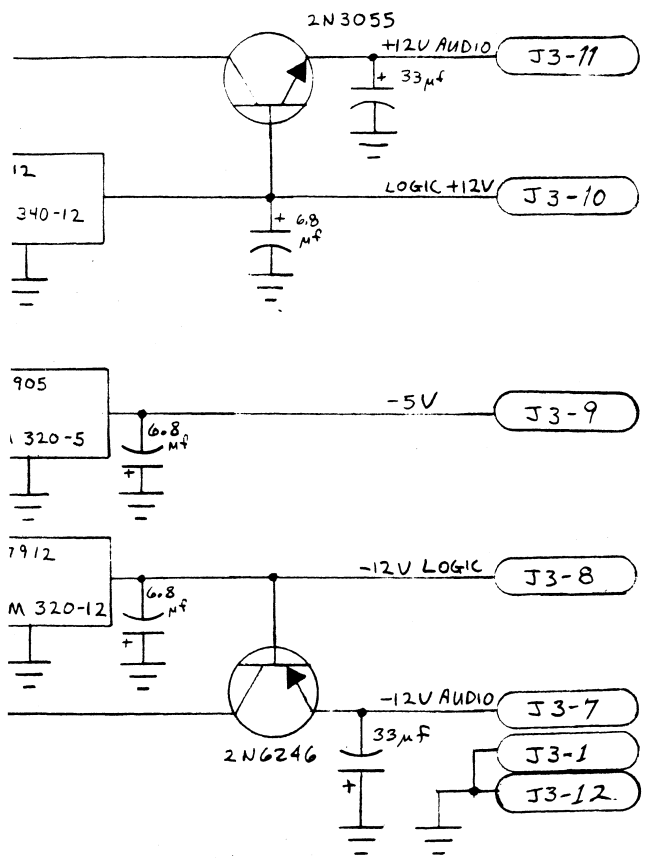 2N3055
+12V AUDIO
J3-11
+ 33µf
12
340-12
LOGIC +12V
J3-10
+ 6.8
µf
905
320-5
-5V
J3-9
6.8
µf
+
7912
M 320-12
-12V LOGIC
J3-8
6.8
µf
+
-12V AUDIO
J3-7
2N6246
33µf
+
J3-1
J3-12.